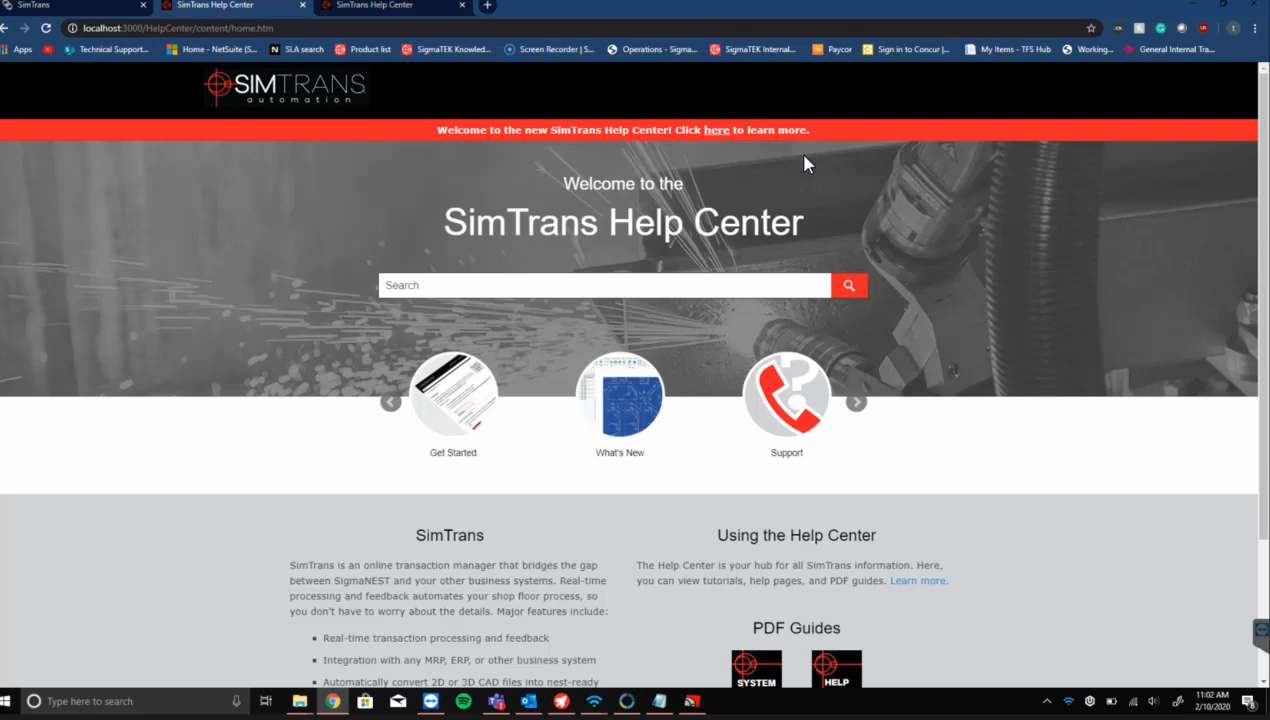 SimTrans
SimTrans Help Center
SimTrans Help Center
localhost:3000/HelpCenter/content/home.htm
Apps
Technical Support...
Home - NetSuite (S...
SLA search
Product list
SigmaTEK Knowled...
Screen Recorder | S...
Operations - Sigma...
SigmaTEK Internal...
Paycor
Sign in to Concur |...
My Items - TFS Hub
Working...
General Internal Tra...
SIMTRANS
automation
Welcome to the new SimTrans Help Center! Click here to learn more.
Welcome to the
SimTrans Help Center
Search
Get Started
What's New
Support
SimTrans
SimTrans is an online transaction manager that bridges the gap
between SigmaNEST and your other business systems. Real-time
processing and feedback automates your shop floor process, so
you don't have to worry about the details. Major features include:
Real-time transaction processing and feedback
Integration with any MRP, ERP, or other business system
Automatically convert 2D or 3D CAD files into nest-ready
Using the Help Center
The Help Center is your hub for all SimTrans information. Here,
you can view tutorials, help pages, and PDF guides. Learn more.
PDF Guides
SYSTEM
HELP
Type here to search
11:02 AM
2/10/2020